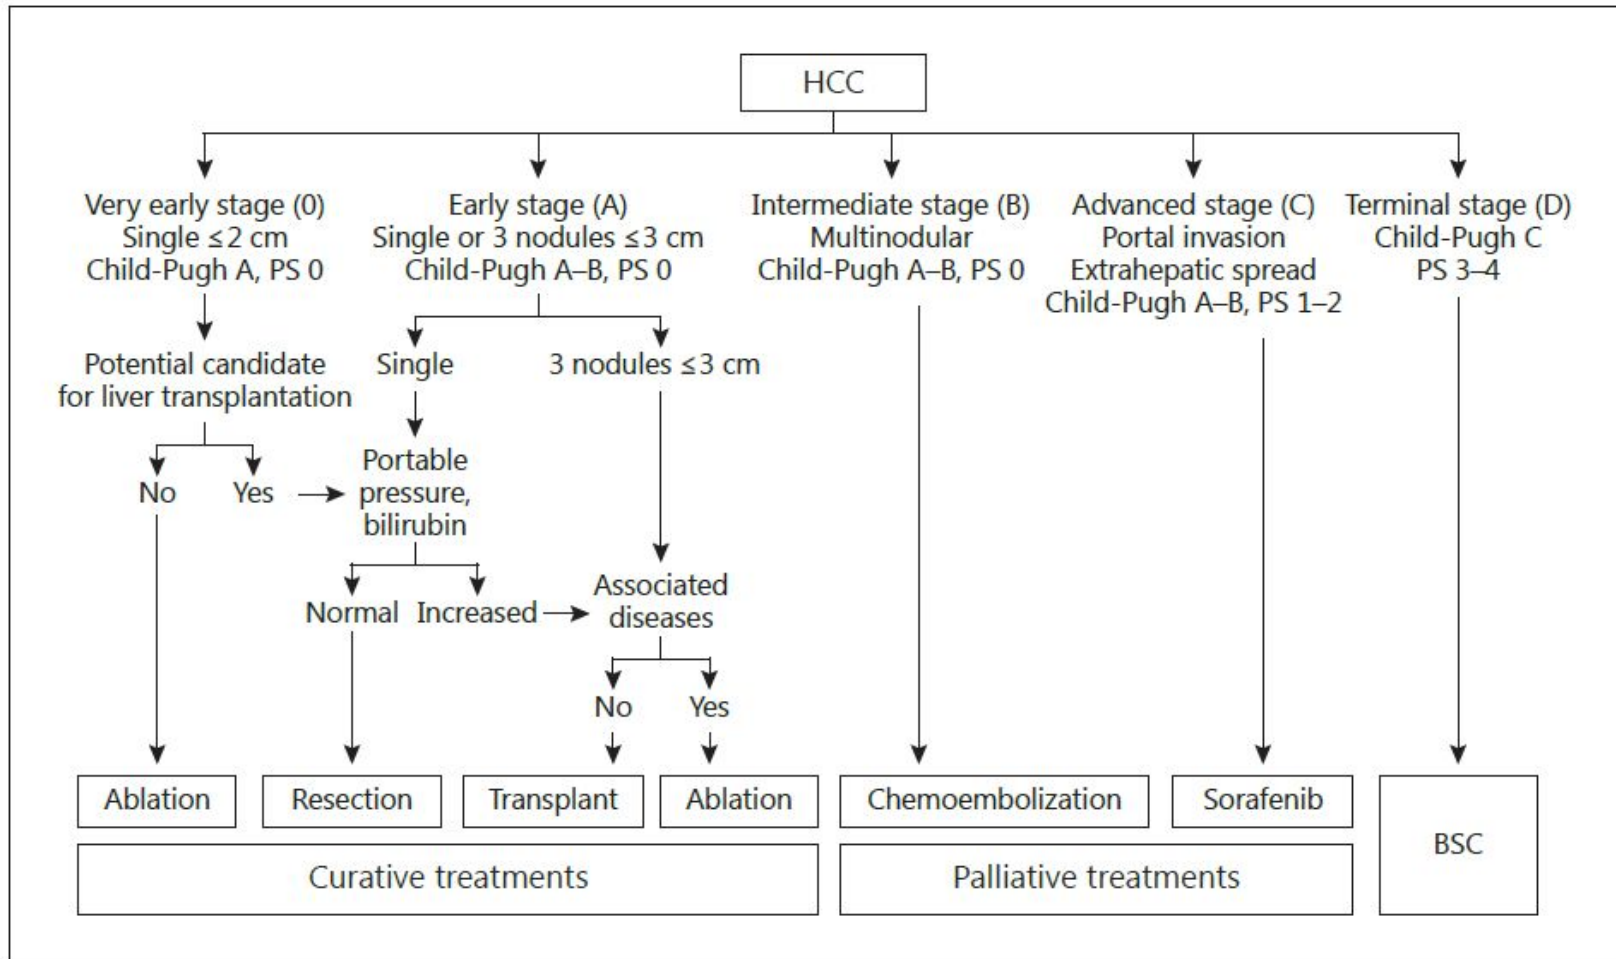 HCC
Very early stage (0)
Single ≤2 cm
Child-Pugh A, PS 0
Early stage (A)
Single or 3 nodules ≤3 cm
Child-Pugh A–B, PS 0
Intermediate stage (B)
Multinodular
Child-Pugh A–B, PS 0
Advanced stage (C)
Portal invasion
Extrahepatic spread
Child-Pugh A–B, PS 1–2
Terminal stage (D)
Child-Pugh C
PS 3–4
Potential candidate
for liver transplantation
Single
3 nodules ≤3 cm
No
Yes
Portable
pressure,
bilirubin
Normal
Increased
Associated
diseases
No
Yes
Ablation
Resection
Transplant
Ablation
Chemoembolization
Sorafenib
BSC
Curative treatments
Palliative treatments